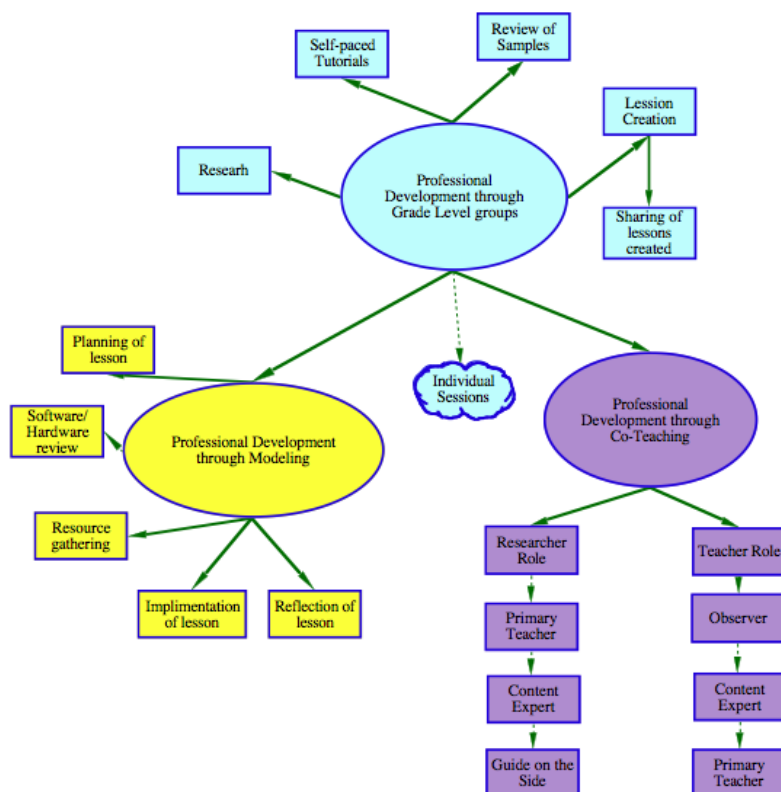 Self-paced
Tutorials
Review of
Samples
Lession
Creation
Researh
Professional
Development through
Grade Level groups
Sharing of
lessons
created
Planning of
lesson
Individual
Sessions
Software/
Hardware
review
Professional Development
through Modeling
Professional
Development through
Co-Teaching
Resource
gathering
Implimentation
of lesson
Reflection of
lesson
Researcher
Role
Teacher Role
Primary
Teacher
Observer
Content
Expert
Content
Expert
Guide on the
Side
Primary
Teacher